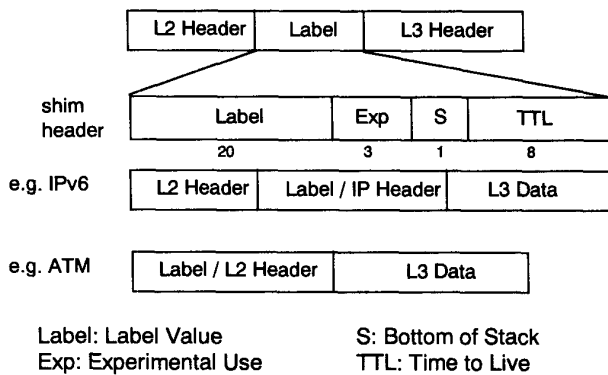 L2 Header Label L3 Header
shim
header
Label Exp S TTL
20 3 1 8
e.g. IPv6 L2 Header Label / IP Header L3 Data
e.g. ATM Label / L2 Header L3 Data
Label: Label Value S: Bottom of Stack
Exp: Experimental Use TTL: Time to Live